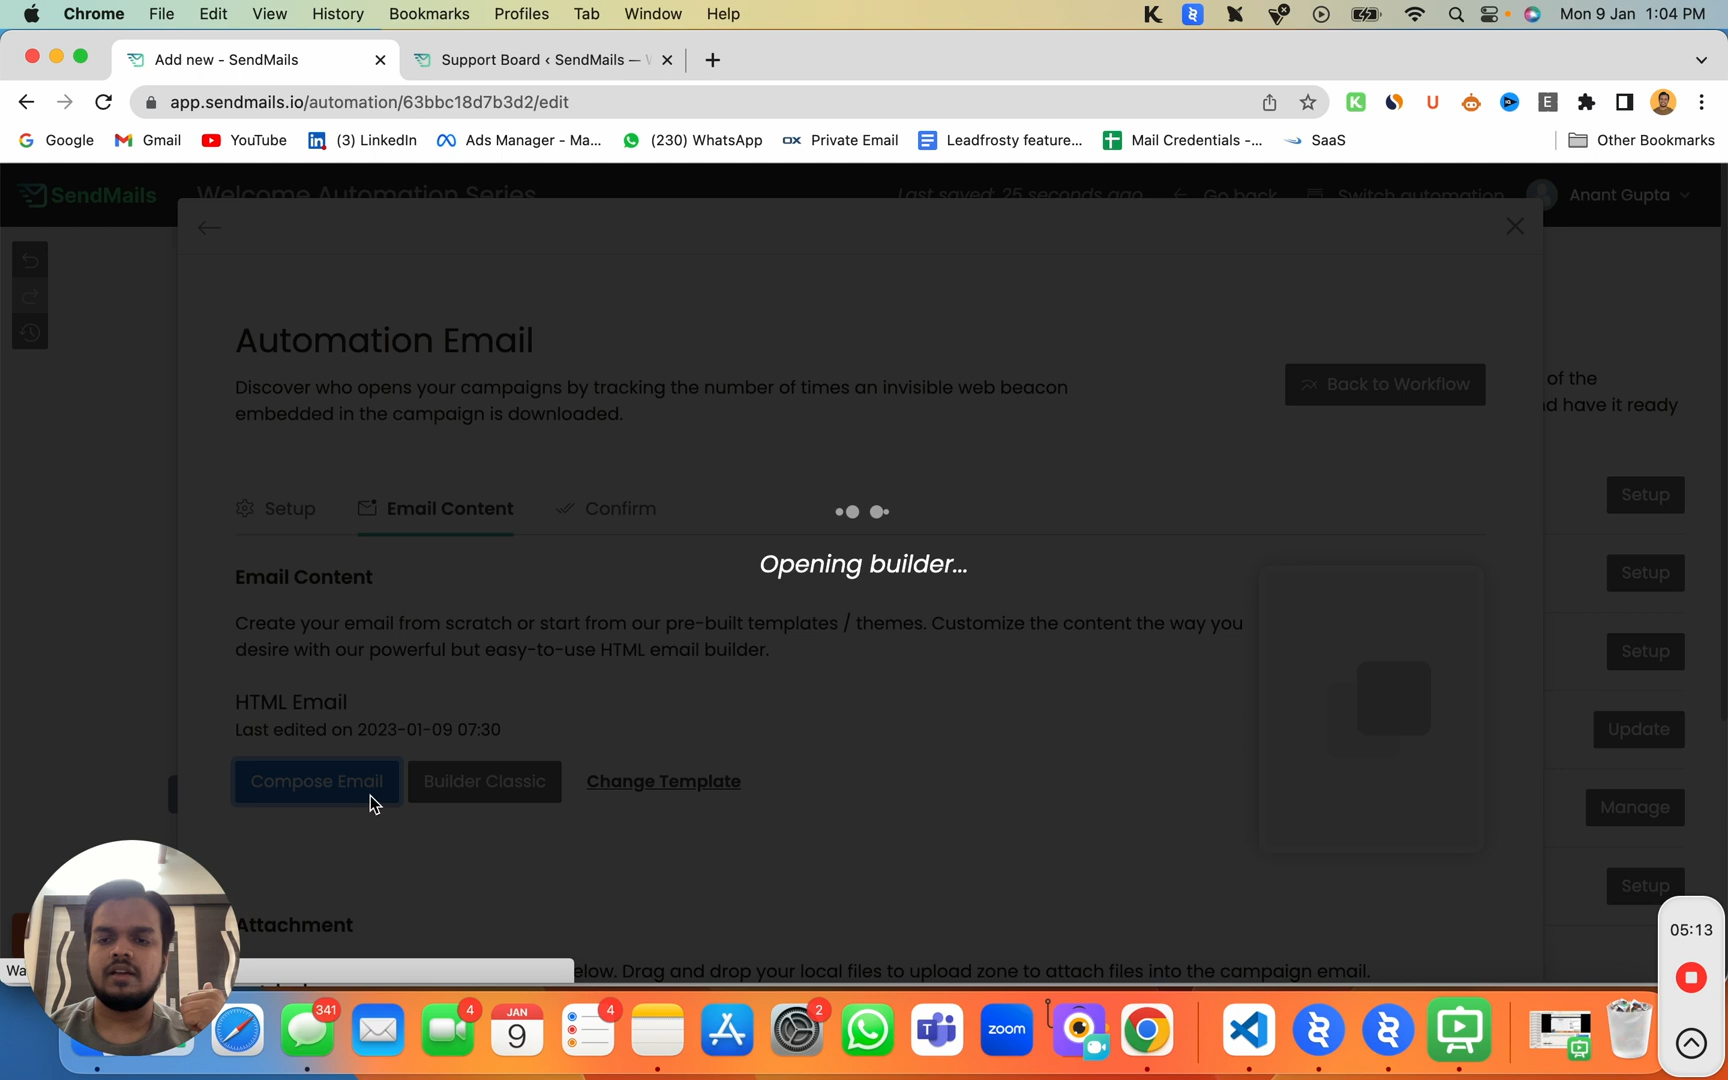 Chrome File Edit View History Bookmarks Profiles Tab Window Help Mon 9 Jan 1:04 PM
Add new - SendMails Support Board ‹ SendMails —
app.sendmails.io/automation/63bbc18d7b3d2/edit
Google Gmail YouTube (3) LinkedIn Ads Manager - Ma... (230) WhatsApp Private Email Leadfrosty feature... Mail Credentials -... SaaS Other Bookmarks
SendMails Welcome Automation Series Last saved: 25 seconds ago Go back Switch automation Anant Gupta
Automation Email
Discover who opens your campaigns by tracking the number of times an invisible web beacon
embedded in the campaign is downloaded.
Back to Workflow
of the
have it ready
Setup Email Content Confirm
Opening builder...
Email Content
Create your email from scratch or start from our pre-built templates / themes. Customize the content the way you
desire with our powerful but easy-to-use HTML email builder.
HTML Email
Last edited on 2023-01-09 07:30
Compose Email Builder Classic Change Template
Setup
Setup
Setup
Update
Manage
Setup
Attachment
elow. Drag and drop your local files to upload zone to attach files into the campaign email.
Wa
05:13
341 4 JAN 9 4 2 zoom